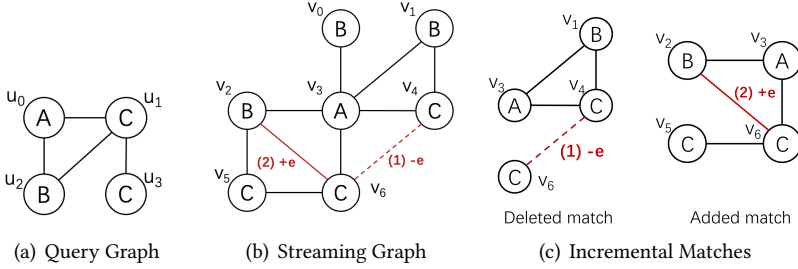 u0 A C u1
u2 B C u3
(a) Query Graph
v0 B v1 B
v2 B v3 A v4 C
(2) +e (1) -e
v5 C C v6
(b) Streaming Graph
v1 B
v3 A v4 C
(1) -e
C v6
Deleted match
v2 B v3 A
(2) +e
v5 C v6 C
Added match
(c) Incremental Matches